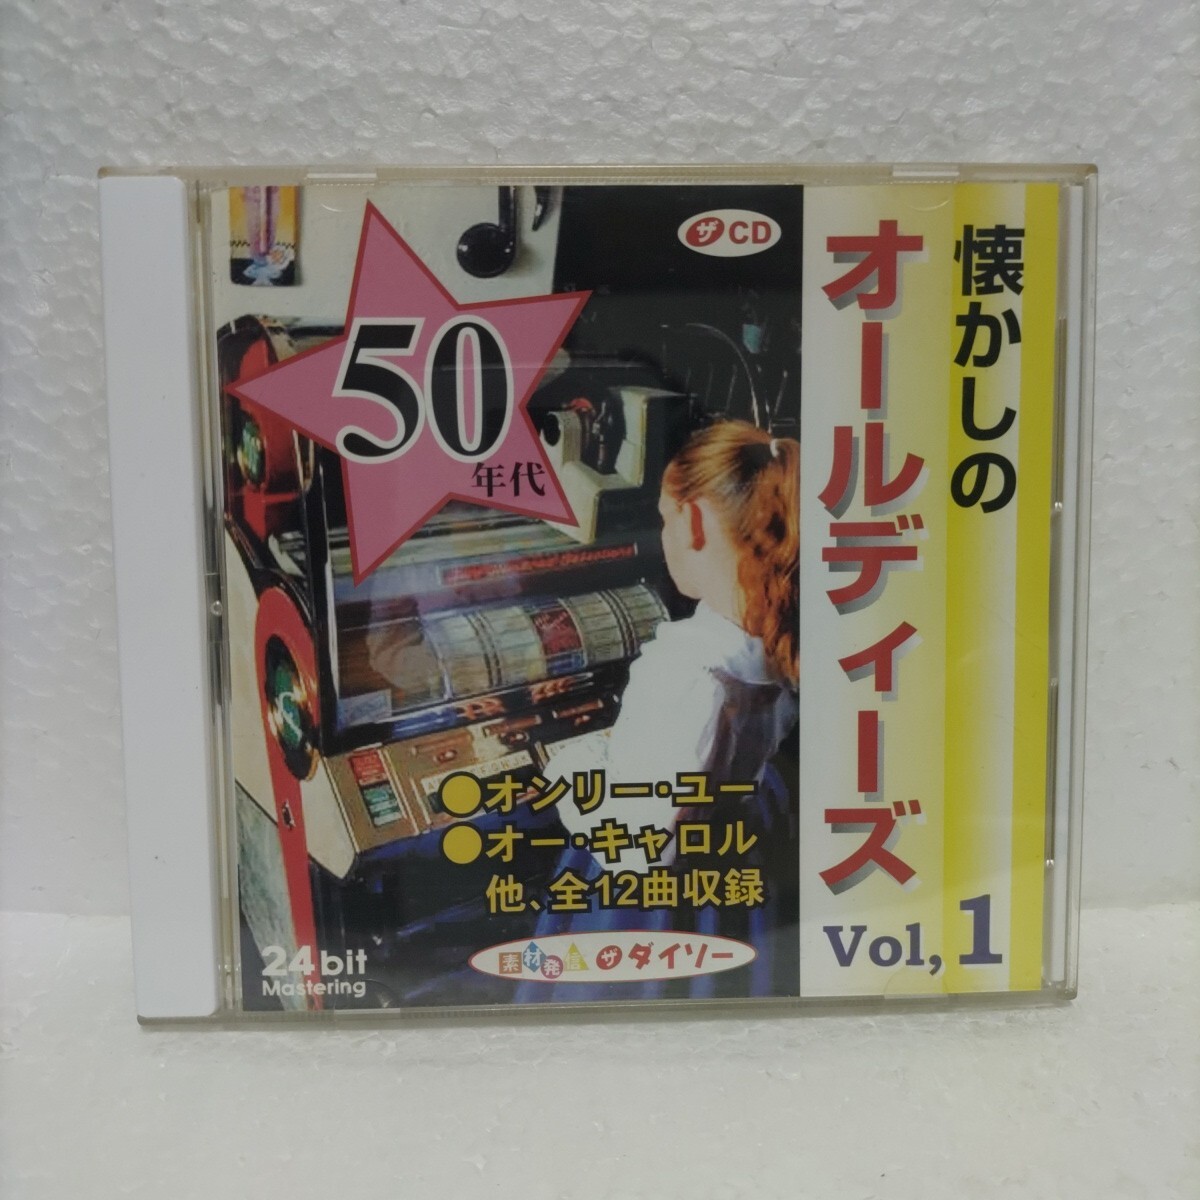 懐かしの
オールディーズ
Vol,1
ザCD
50
年代
●オンリー・ユー
●オー・キャロル
他、全12曲収録
素材発信 ザダイソー
24bit
Mastering